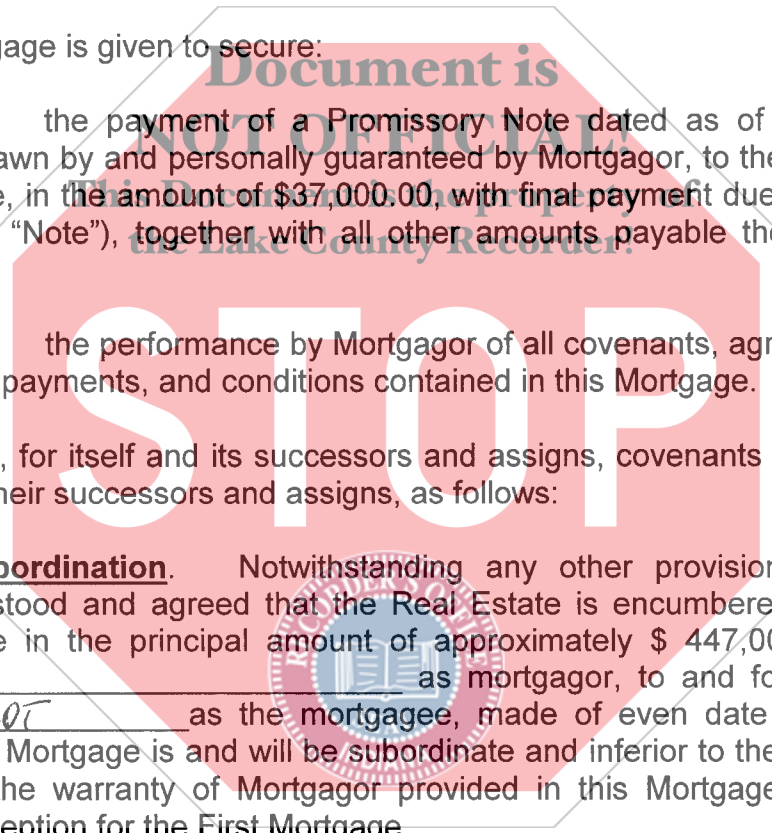 gage is given to secure:
Document is
the payment of a Promissory Note dated as of
NOT OFFICIAL!
awn by and personally guaranteed by Mortgagor, to the
This Document is the property of
e, in the amount of $37,000.00, with final payment due
"Note"), together with all other amounts payable the
the Lake County Recorder!
STOP
the performance by Mortgagor of all covenants, agr
payments, and conditions contained in this Mortgage.
, for itself and its successors and assigns, covenants
heir successors and assigns, as follows:
bordination. Notwithstanding any other provision
stood and agreed that the Real Estate is encumbere
RECORDER'S OFFICE
e in the principal amount of approximately $ 447,00
as mortgagor, to and fo
as the mortgagee, made of even date
Mortgage is and will be subordinate and inferior to the
he warranty of Mortgagor provided in this Mortgage
eption for the First Mortgage